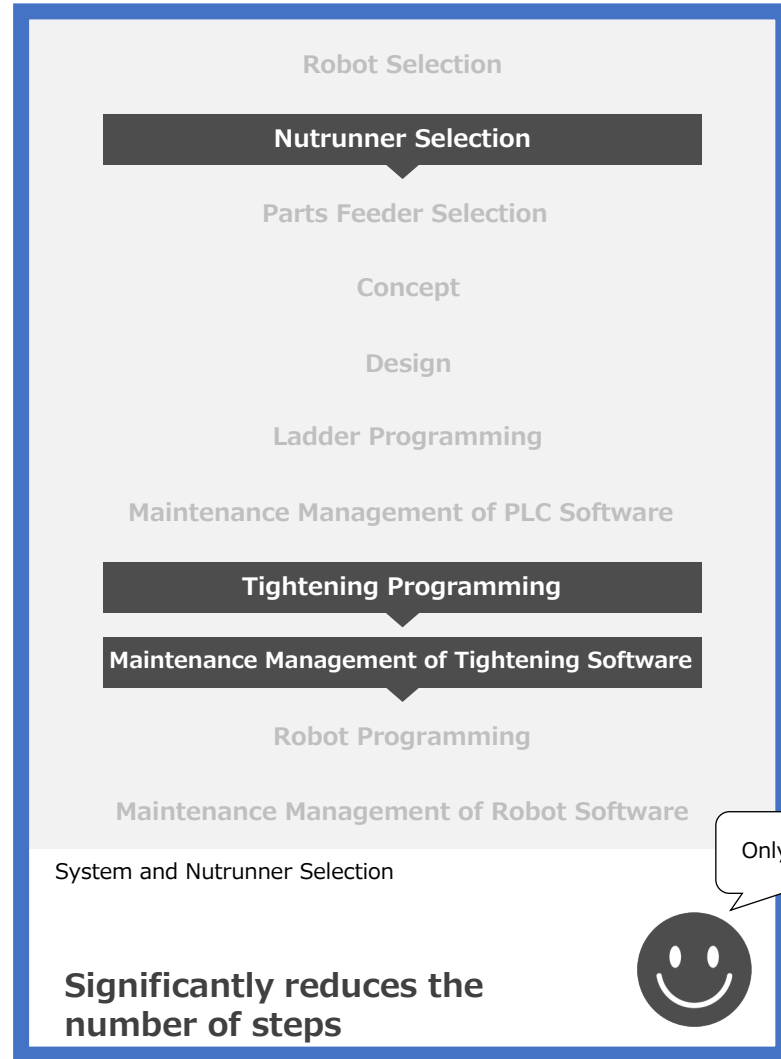 Robot Selection
Nutrunner Selection
Parts Feeder Selection
Concept
Design
Ladder Programming
Maintenance Management of PLC Software
Tightening Programming
Maintenance Management of Tightening Software
Robot Programming
Maintenance Management of Robot Software
Only
System and Nutrunner Selection
Significantly reduces the
number of steps